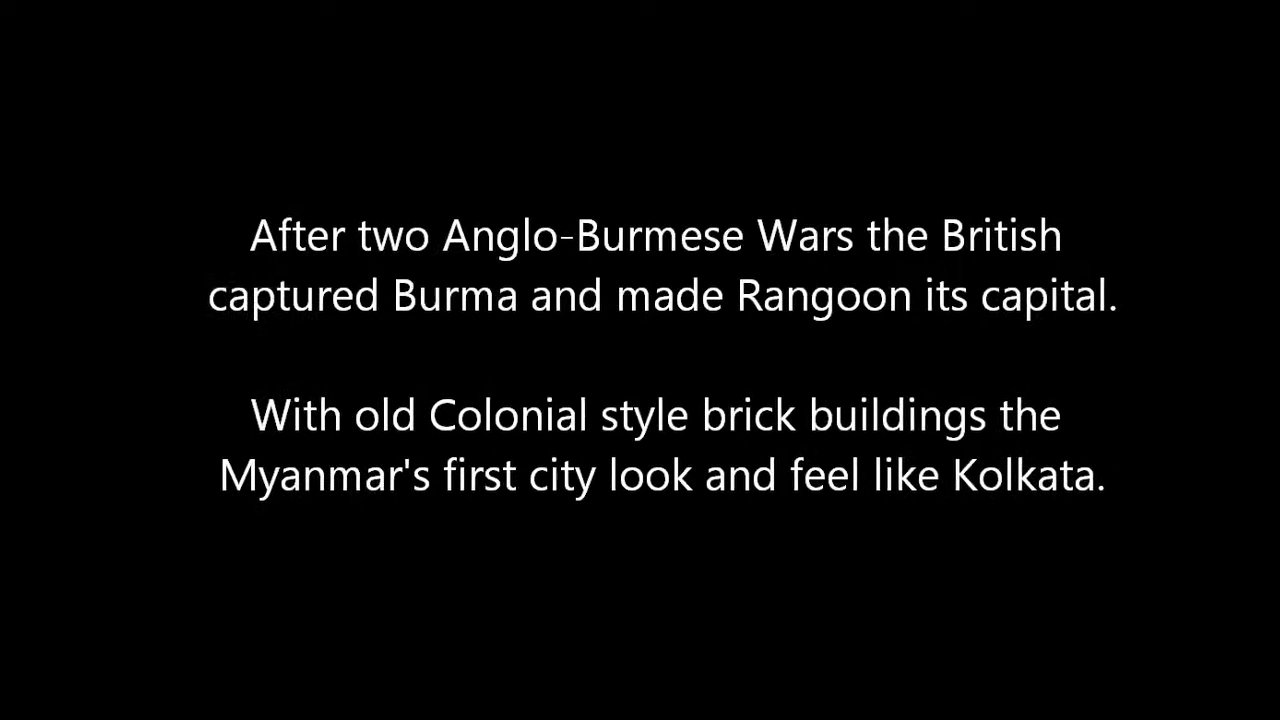 After two Anglo-Burmese Wars the British
captured Burma and made Rangoon its capital.
With old Colonial style brick buildings the
Myanmar's first city look and feel like Kolkata.